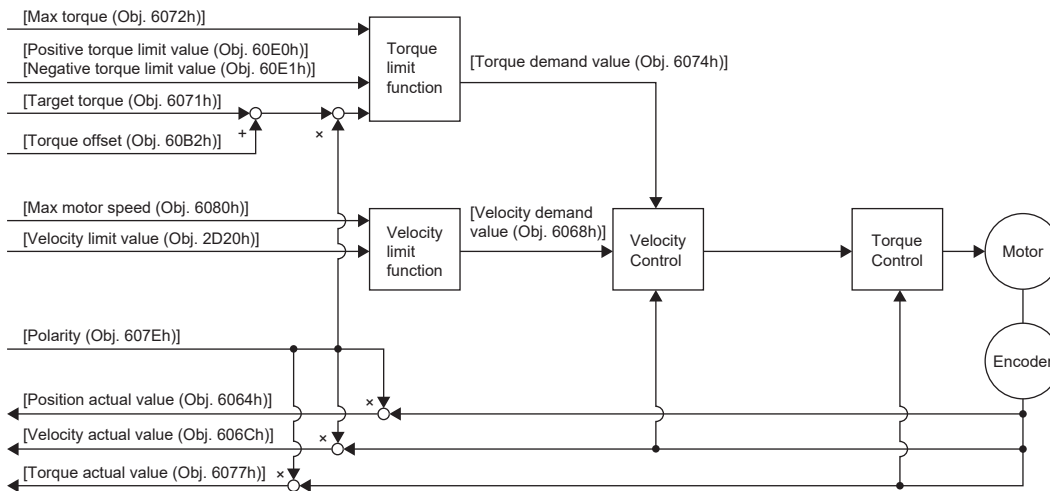 [Max torque (Obj. 6072h)]
[Positive torque limit value (Obj. 60E0h)]
[Negative torque limit value (Obj. 60E1h)]
[Target torque (Obj. 6071h)]
+
×
[Torque offset (Obj. 60B2h)]
Torque
limit
function
[Torque demand value (Obj. 6074h)]
[Max motor speed (Obj. 6080h)]
[Velocity limit value (Obj. 2D20h)]
Velocity
limit
function
[Velocity demand
value (Obj. 6068h)]
Velocity
Control
Torque
Control
Motor
Encoder
[Polarity (Obj. 607Eh)]
[Position actual value (Obj. 6064h)]
×
[Velocity actual value (Obj. 606Ch)]
×
[Torque actual value (Obj. 6077h)]
×